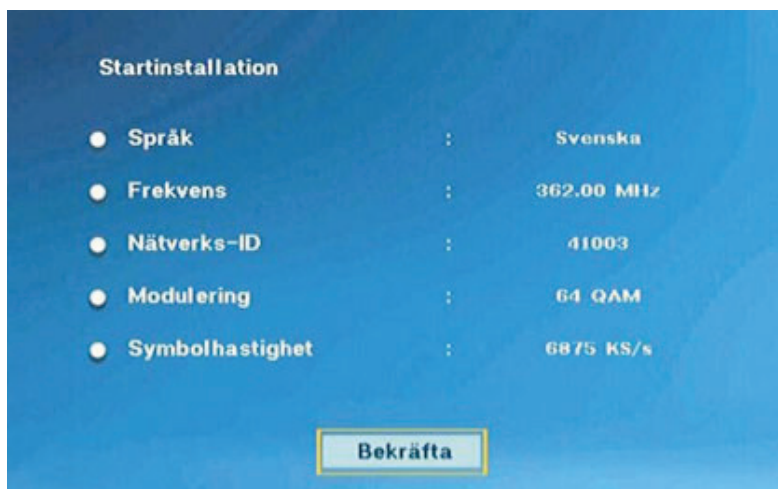 Startinstallation
Språk : Svenska
Frekvens : 362.00 MHz
Nätverks-ID : 41003
Modulering : 64 QAM
Symbolhastighet : 6875 KS/s
Bekräfta